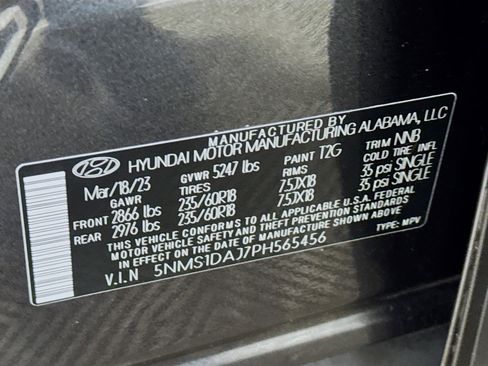 MANUFACTURED BY
HYUNDAI MOTOR MANUFACTURING ALABAMA, LLC
Mar/18/23 GVWR 5247 lbs PAINT T2G TRIM NNB
GAWR TIRES RIMS COLD TIRE INFL
FRONT 2866 lbs 235/60R18 7.5JX18 35 psi SINGLE
REAR 2976 lbs 235/60R18 7.5JX18 35 psi SINGLE
THIS VEHICLE CONFORMS TO ALL APPLICABLE U.S.A. FEDERAL
MOTOR VEHICLE SAFETY AND THEFT PREVENTION STANDARDS
IN EFFECT ON THE DATE OF MANUFACTURE SHOWN ABOVE.
V.I.N 5NMS1DAJ7PH565456 TYPE: MPV